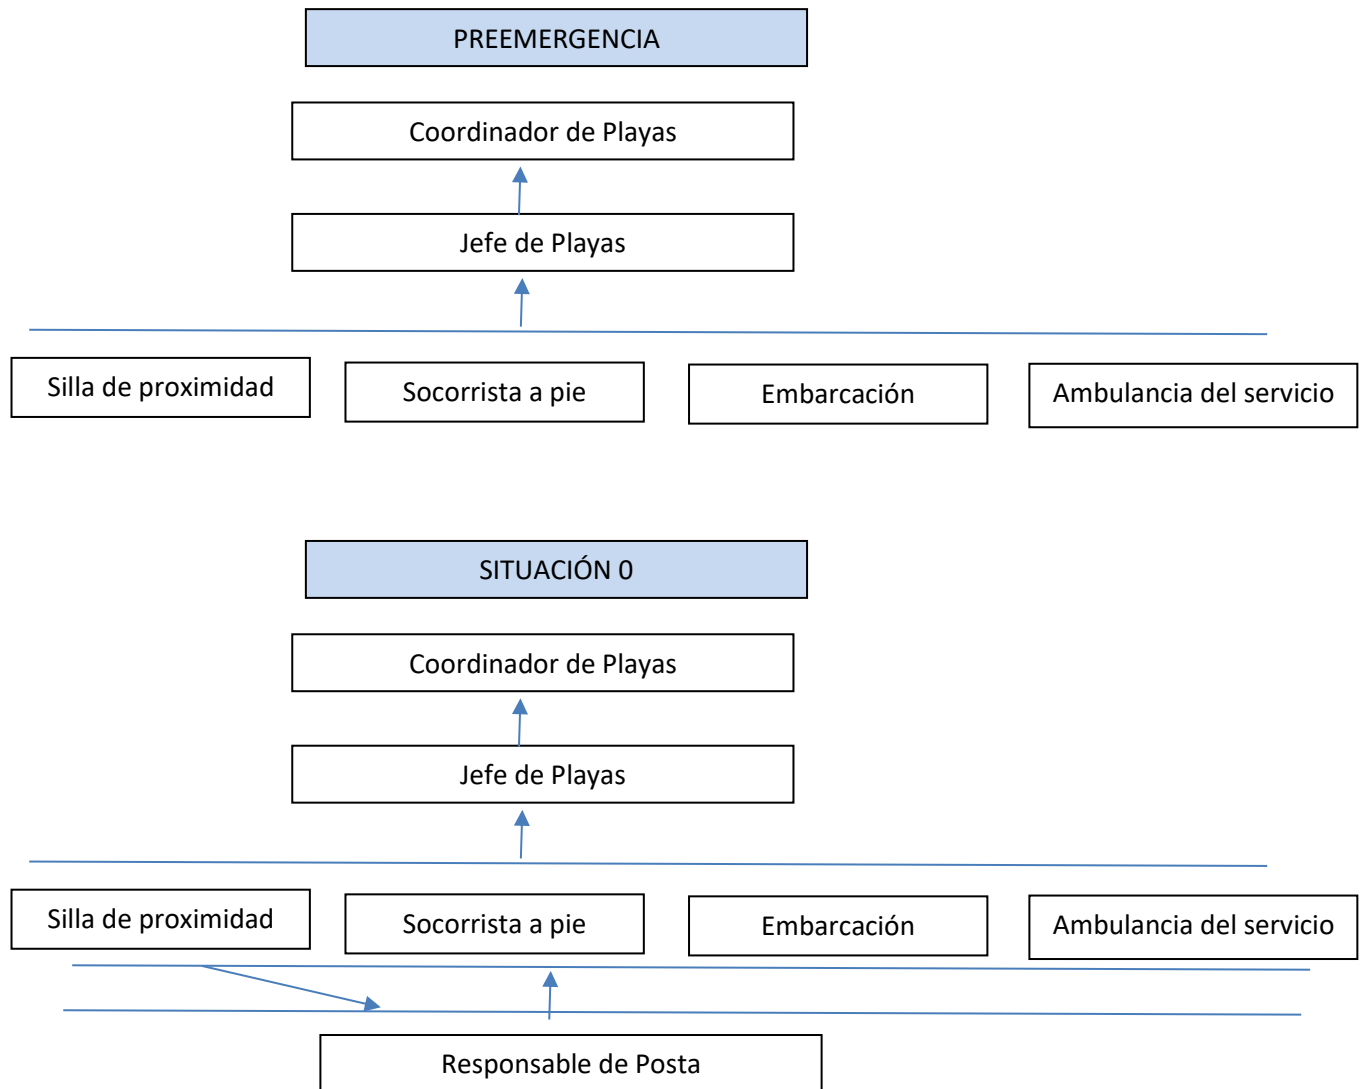 PREEMERGENCIA
Coordinador de Playas
Jefe de Playas
Silla de proximidad
Socorrista a pie
Embarcación
Ambulancia del servicio
SITUACIÓN 0
Coordinador de Playas
Jefe de Playas
Silla de proximidad
Socorrista a pie
Embarcación
Ambulancia del servicio
Responsable de Posta